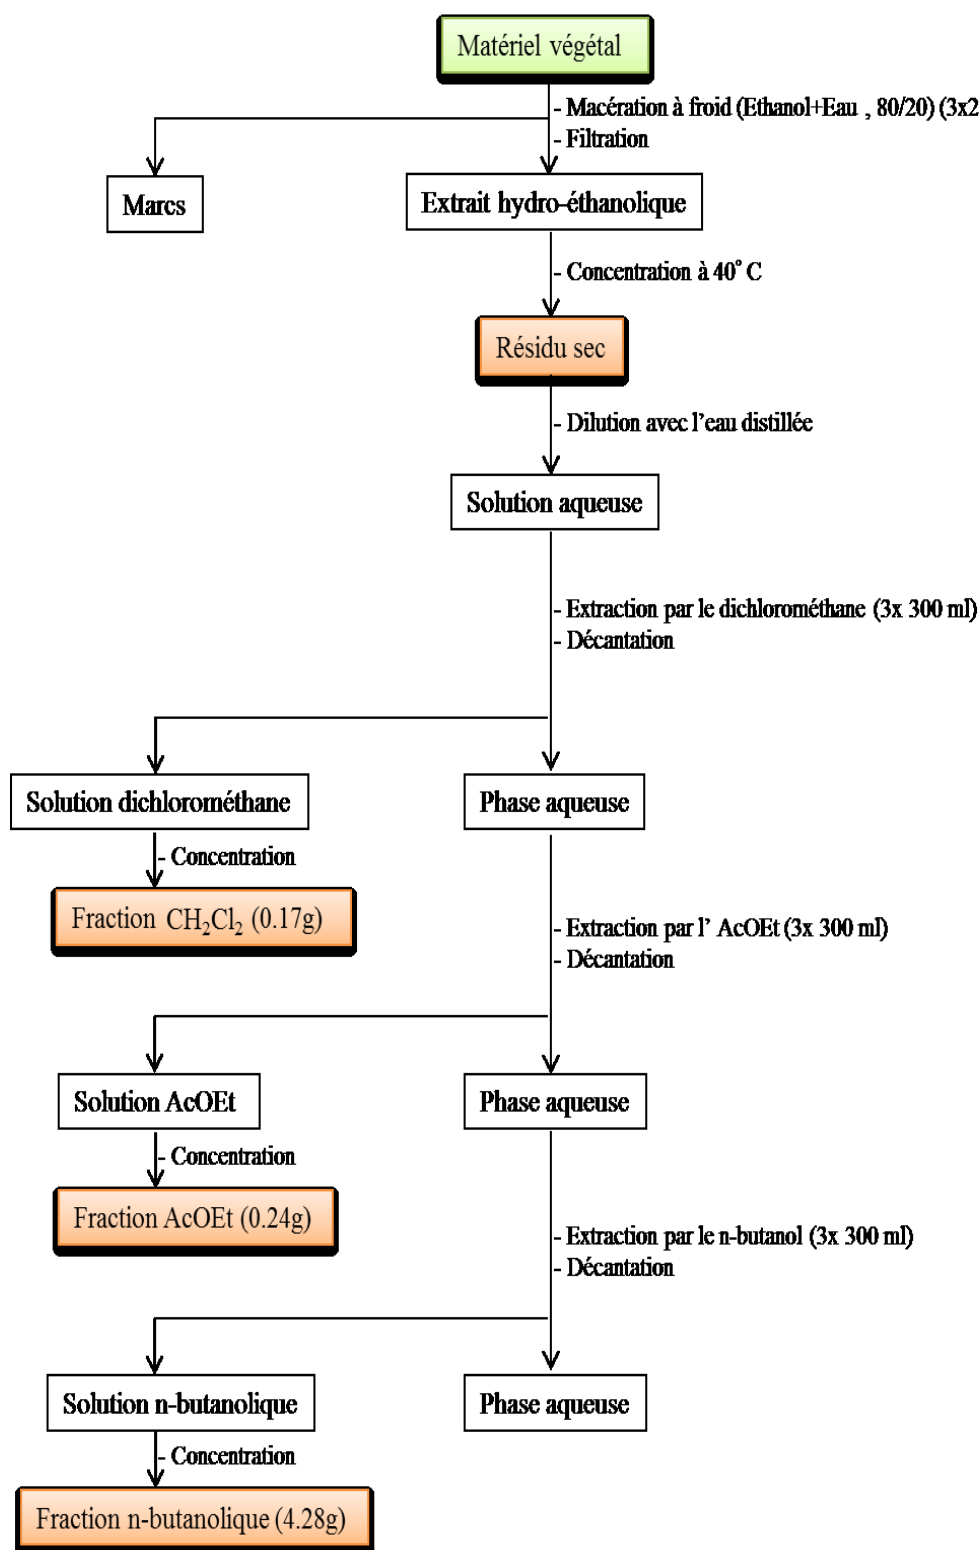 Matériel végétal
- Macération à froid (Ethanol+Eau , 80/20) (3x2
- Filtration
Marcs
Extrait hydro-éthanolique
- Concentration à 40° C
Résidu sec
- Dilution avec l'eau distillée
Solution aqueuse
- Extraction par le dichlorométhane (3x 300 ml)
- Décantation
Solution dichlorométhane
Phase aqueuse
- Concentration
Fraction CH₂Cl₂ (0.17g)
- Extraction par l' AcOEt (3x 300 ml)
- Décantation
Solution AcOEt
Phase aqueuse
- Concentration
Fraction AcOEt (0.24g)
- Extraction par le n-butanol (3x 300 ml)
- Décantation
Solution n-butanolique
Phase aqueuse
- Concentration
Fraction n-butanolique (4.28g)